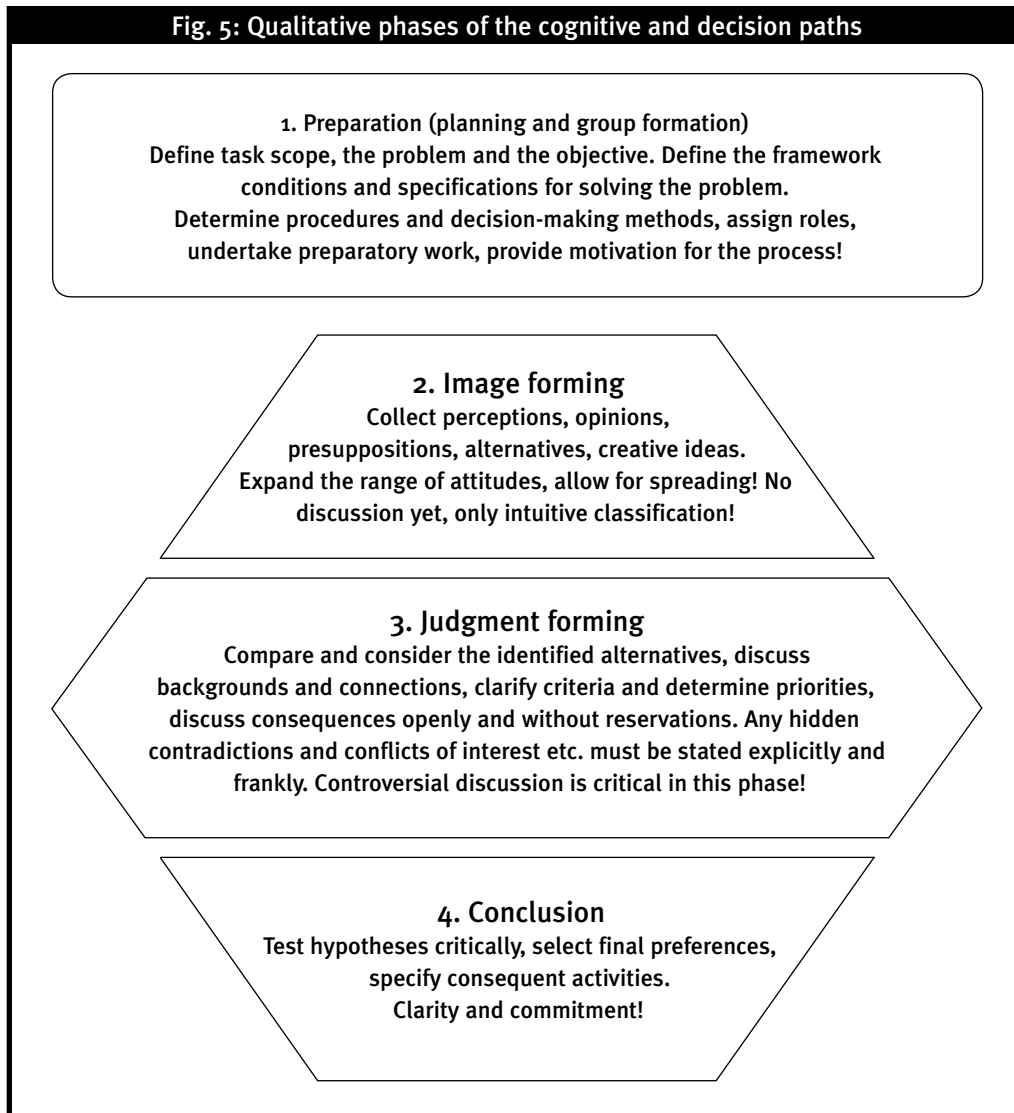 Fig. 5: Qualitative phases of the cognitive and decision paths
1. Preparation (planning and group formation)
Define task scope, the problem and the objective. Define the framework
conditions and specifications for solving the problem.
Determine procedures and decision-making methods, assign roles,
undertake preparatory work, provide motivation for the process!
2. Image forming
Collect perceptions, opinions,
presuppositions, alternatives, creative ideas.
Expand the range of attitudes, allow for spreading! No
discussion yet, only intuitive classification!
3. Judgment forming
Compare and consider the identified alternatives, discuss
backgrounds and connections, clarify criteria and determine priorities,
discuss consequences openly and without reservations. Any hidden
contradictions and conflicts of interest etc. must be stated explicitly and
frankly. Controversial discussion is critical in this phase!
4. Conclusion
Test hypotheses critically, select final preferences,
specify consequent activities.
Clarity and commitment!